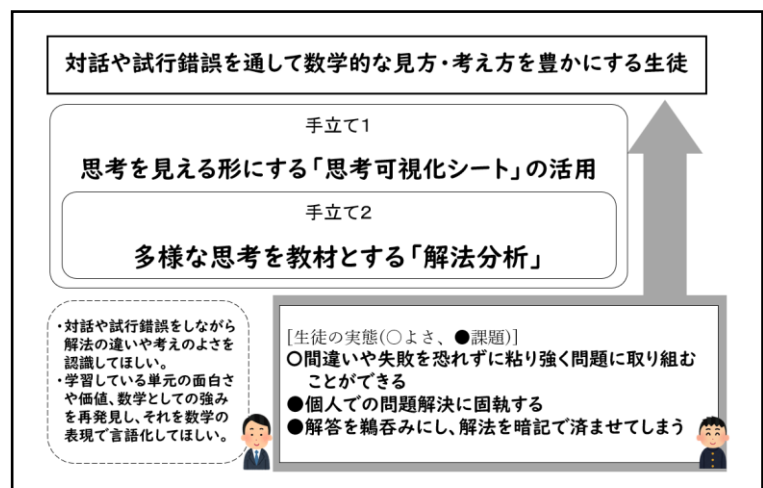 対話や試行錯誤を通して数学的な見方・考え方を豊かにする生徒
手立て1
思考を見える形にする「思考可視化シート」の活用
手立て2
多様な思考を教材とする「解法分析」
・対話や試行錯誤をしながら
解法の違いや考えのよさを
認識してほしい。
・学習している単元の面白さ
や価値、数学としての強み
を再発見し、それを数学の
表現で言語化してほしい。
[生徒の実態(○よさ、●課題)]
○間違いや失敗を恐れずに粘り強く問題に取り組む
ことができる
●個人での問題解決に固執する
●解答を鵜呑みにし、解法を暗記で済ませてしまう